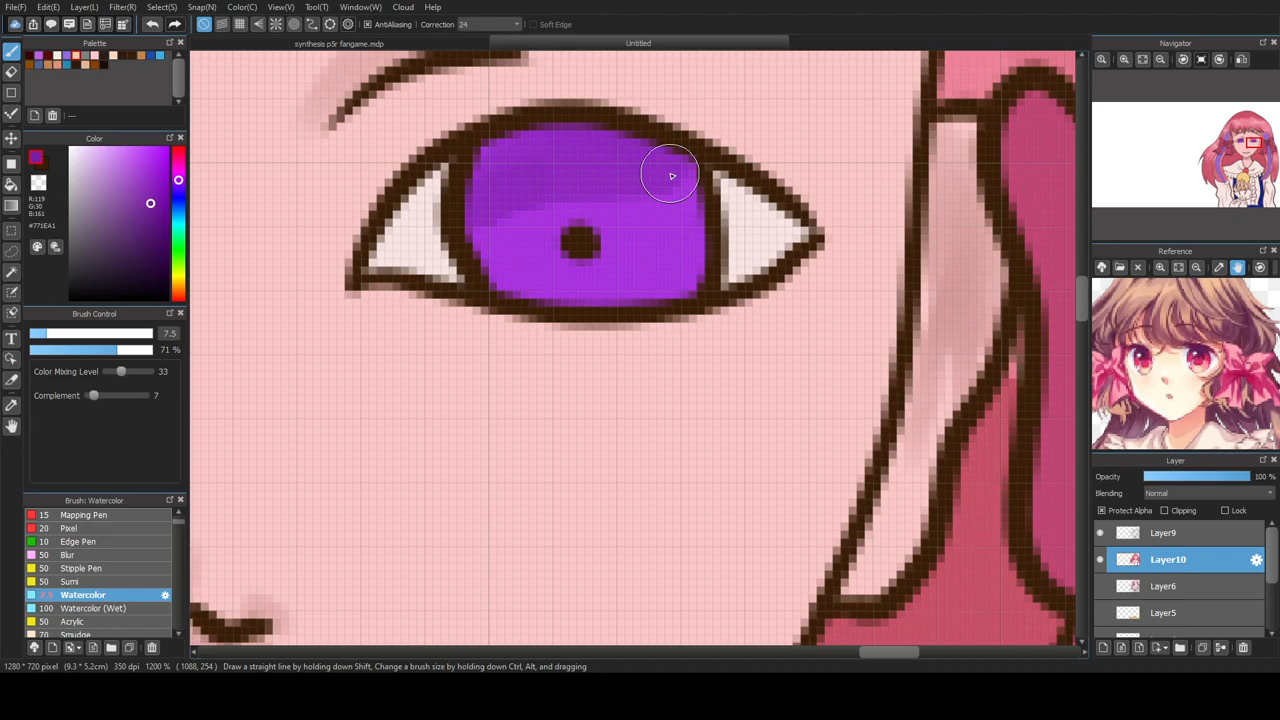 File(F) Edit(E) Layer(L) Filter(R) Select(S) Color(C) View(V) Snap(N) Tool(T) Window(W) Cloud Help(H)
AntiAliasing Correction 24 Soft Edge
Palette
synthesis p5r fangame.mdp Untitled
---
Color
R:119
G:30
B:161
#771EA1
Brush Control
7.5
71 %
Color Mixing Level 33
Complement 7
Brush: Watercolor
15 Mapping Pen
20 Pixel
10 Edge Pen
50 Blur
50 Stipple Pen
50 Sumi
7.5 Watercolor
100 Watercolor (Wet)
50 Acrylic
70 Smudge
Navigator
Reference
Layer
Opacity 100 %
Blending Normal
Protect Alpha Clipping Lock
Layer9
Layer10
Layer6
Layer5
1280 * 720 pixel (9.3 * 5.2cm) 350 dpi 1200 % ( 1088, 254 ) Draw a straight line by holding down Shift, Change a brush size by holding down Ctrl, Alt, and dragging